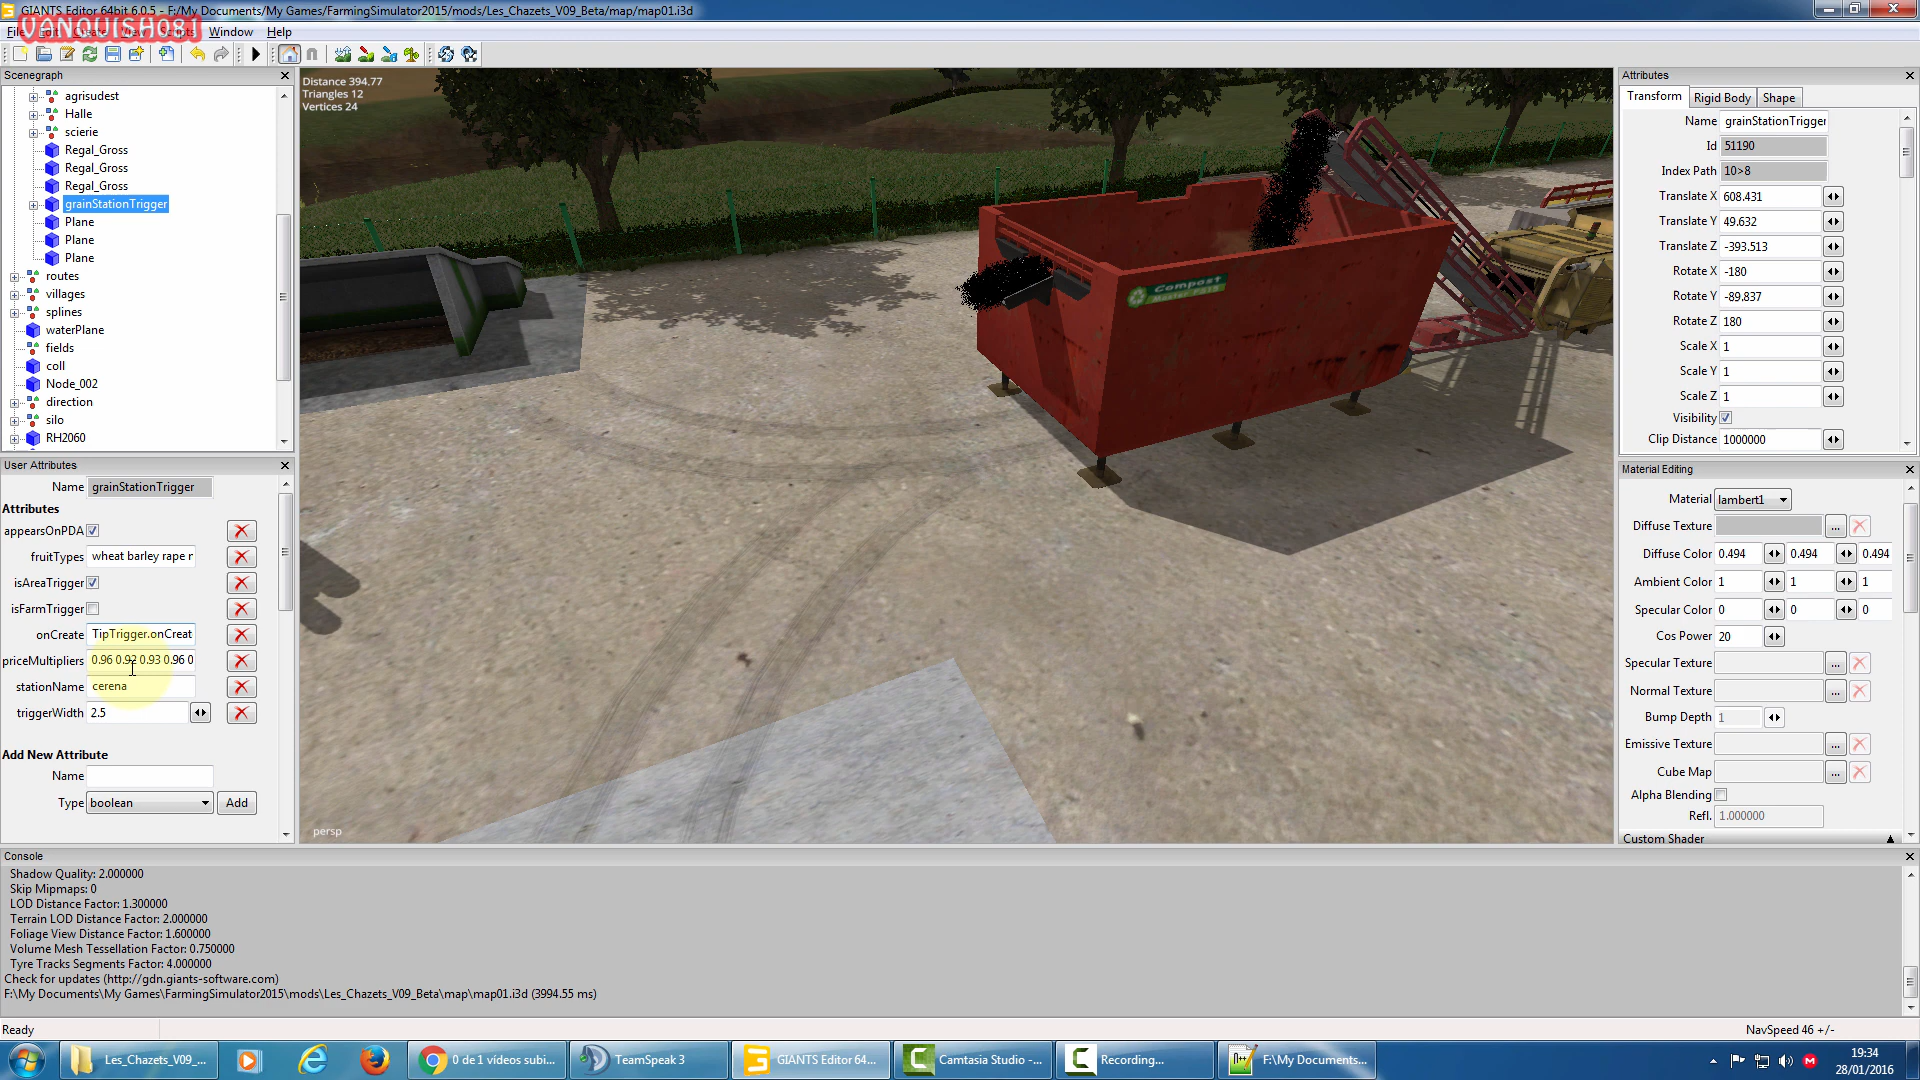 GIANTS Editor 64bit 6.0.5 - F:/My Documents/My Games/FarmingSimulator2015/mods/Les_Chazets_V09_Beta/map/map01.i3d
VANQUISH081
Window Help
Scenegraph
agrisudest
Halle
scierie
Regal_Gross
Regal_Gross
Regal_Gross
grainStationTrigger
Plane
Plane
Plane
routes
villages
splines
waterPlane
fields
coll
Node_002
direction
silo
RH2060
User Attributes
Name grainStationTrigger
Attributes
appearsOnPDA
fruitTypes wheat barley rape r
isAreaTrigger
isFarmTrigger
onCreate TipTrigger.onCreat
priceMultipliers 0.96 0.92 0.93 0.96 0
stationName cerena
triggerWidth 2.5
Add New Attribute
Name
Type boolean Add
Distance 394.77
Triangles 12
Vertices 24
Compost
Master FS15
persp
Attributes
Transform Rigid Body Shape
Name grainStationTrigger
Id 51190
Index Path 10>8
Translate X 608.431
Translate Y 49.632
Translate Z -393.513
Rotate X -180
Rotate Y -89.837
Rotate Z 180
Scale X 1
Scale Y 1
Scale Z 1
Visibility
Clip Distance 1000000
Material Editing
Material lambert1
Diffuse Texture ...
Diffuse Color 0.494 0.494 0.494
Ambient Color 1 1 1
Specular Color 0 0 0
Cos Power 20
Specular Texture ...
Normal Texture ...
Bump Depth 1
Emissive Texture ...
Cube Map ...
Alpha Blending
Refl. 1.000000
Custom Shader
Console
Shadow Quality: 2.000000
Skip Mipmaps: 0
LOD Distance Factor: 1.300000
Terrain LOD Distance Factor: 2.000000
Foliage View Distance Factor: 1.600000
Volume Mesh Tessellation Factor: 0.750000
Tyre Tracks Segments Factor: 4.000000
Check for updates (http://gdn.giants-software.com)
F:\My Documents\My Games\FarmingSimulator2015\mods\Les_Chazets_V09_Beta\map\map01.i3d (3994.55 ms)
Ready
NavSpeed 46 +/-
Les_Chazets_V09_...
0 de 1 vídeos subi...
TeamSpeak 3
GIANTS Editor 64...
Camtasia Studio -...
Recording...
F:\My Documents...
19:34
28/01/2016